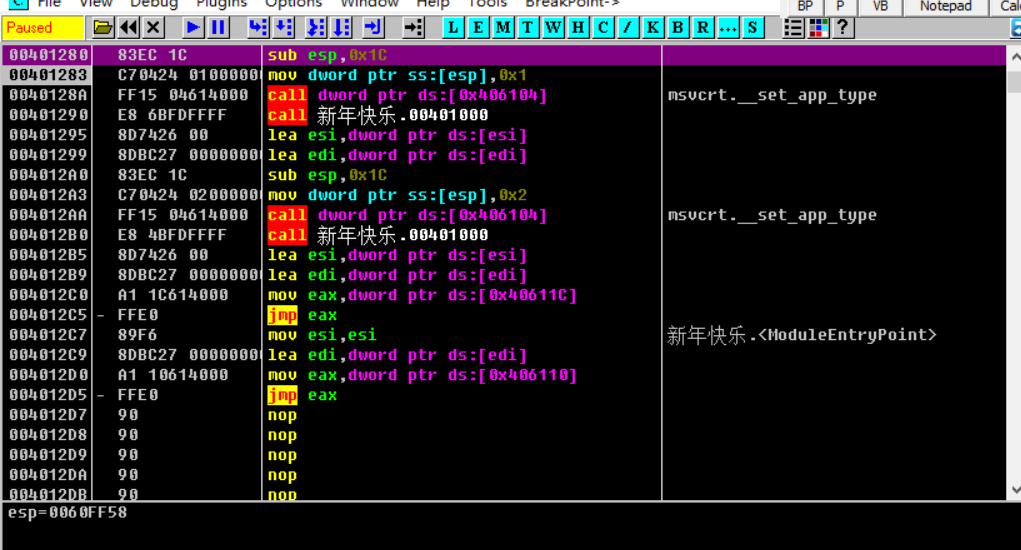 File View Debug Plugins Options Window Help Tools BreakPoint-> BP P VB Notepad
Paused L E M T W H C / K B R ... S ?
00401280 83EC 1C sub esp,0x1C
00401283 C70424 0100000 mov dword ptr ss:[esp],0x1
0040128A FF15 04614000 call dword ptr ds:[0x406104] msvcrt.__set_app_type
00401290 E8 6BFDFFFF call 新年快乐.00401000
00401295 8D7426 00 lea esi,dword ptr ds:[esi]
00401299 8DBC27 0000000 lea edi,dword ptr ds:[edi]
004012A0 83EC 1C sub esp,0x1C
004012A3 C70424 0200000 mov dword ptr ss:[esp],0x2
004012AA FF15 04614000 call dword ptr ds:[0x406104] msvcrt.__set_app_type
004012B0 E8 4BFDFFFF call 新年快乐.00401000
004012B5 8D7426 00 lea esi,dword ptr ds:[esi]
004012B9 8DBC27 0000000 lea edi,dword ptr ds:[edi]
004012C0 A1 1C614000 mov eax,dword ptr ds:[0x40611C]
004012C5 - FFE0 jmp eax
004012C7 89F6 mov esi,esi 新年快乐.<ModuleEntryPoint>
004012C9 8DBC27 0000000 lea edi,dword ptr ds:[edi]
004012D0 A1 10614000 mov eax,dword ptr ds:[0x406110]
004012D5 - FFE0 jmp eax
004012D7 90 nop
004012D8 90 nop
004012D9 90 nop
004012DA 90 nop
004012DB 90 nop
esp=0060FF58